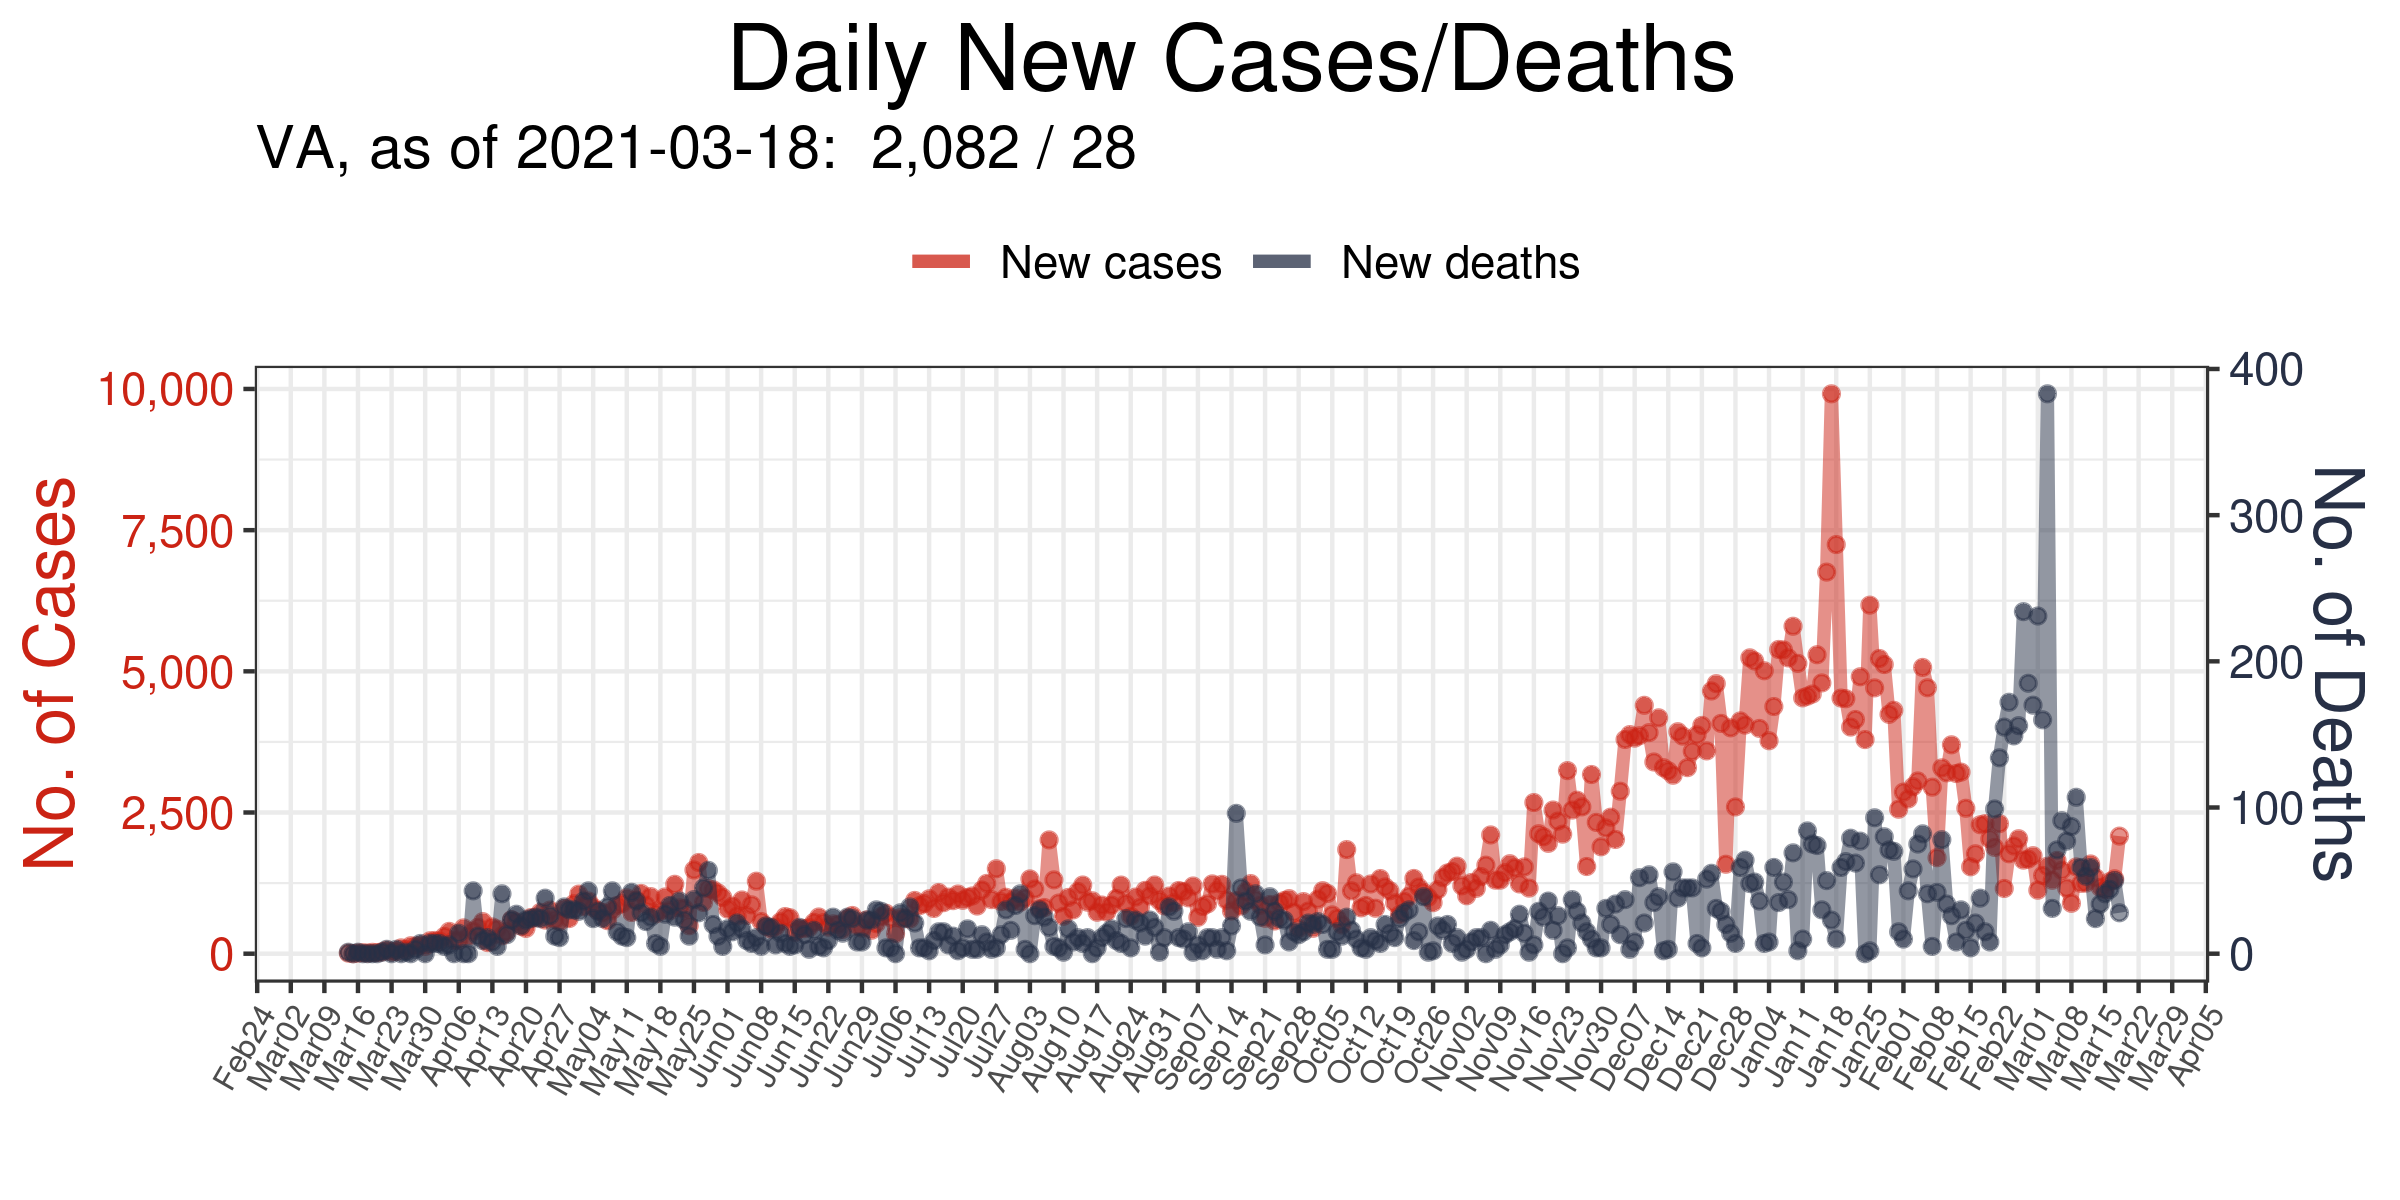 Daily New Cases/Deaths
VA, as of 2021-03-18:  2,082 / 28
New cases
New deaths
No. of Cases
10,000
7,500
5,000
2,500
0
400
300
200
100
0
No. of Deaths
Feb24
Mar02
Mar09
Mar16
Mar23
Mar30
Apr06
Apr13
Apr20
Apr27
May04
May11
May18
May25
Jun01
Jun08
Jun15
Jun22
Jun29
Jul06
Jul13
Jul20
Jul27
Aug03
Aug10
Aug17
Aug24
Aug31
Sep07
Sep14
Sep21
Sep28
Oct05
Oct12
Oct19
Oct26
Nov02
Nov09
Nov16
Nov23
Nov30
Dec07
Dec14
Dec21
Dec28
Dec04
Jan11
Jan18
Jan25
Feb01
Feb08
Feb15
Feb22
Mar01
Mar08
Mar15
Mar22
Mar29
Apr05